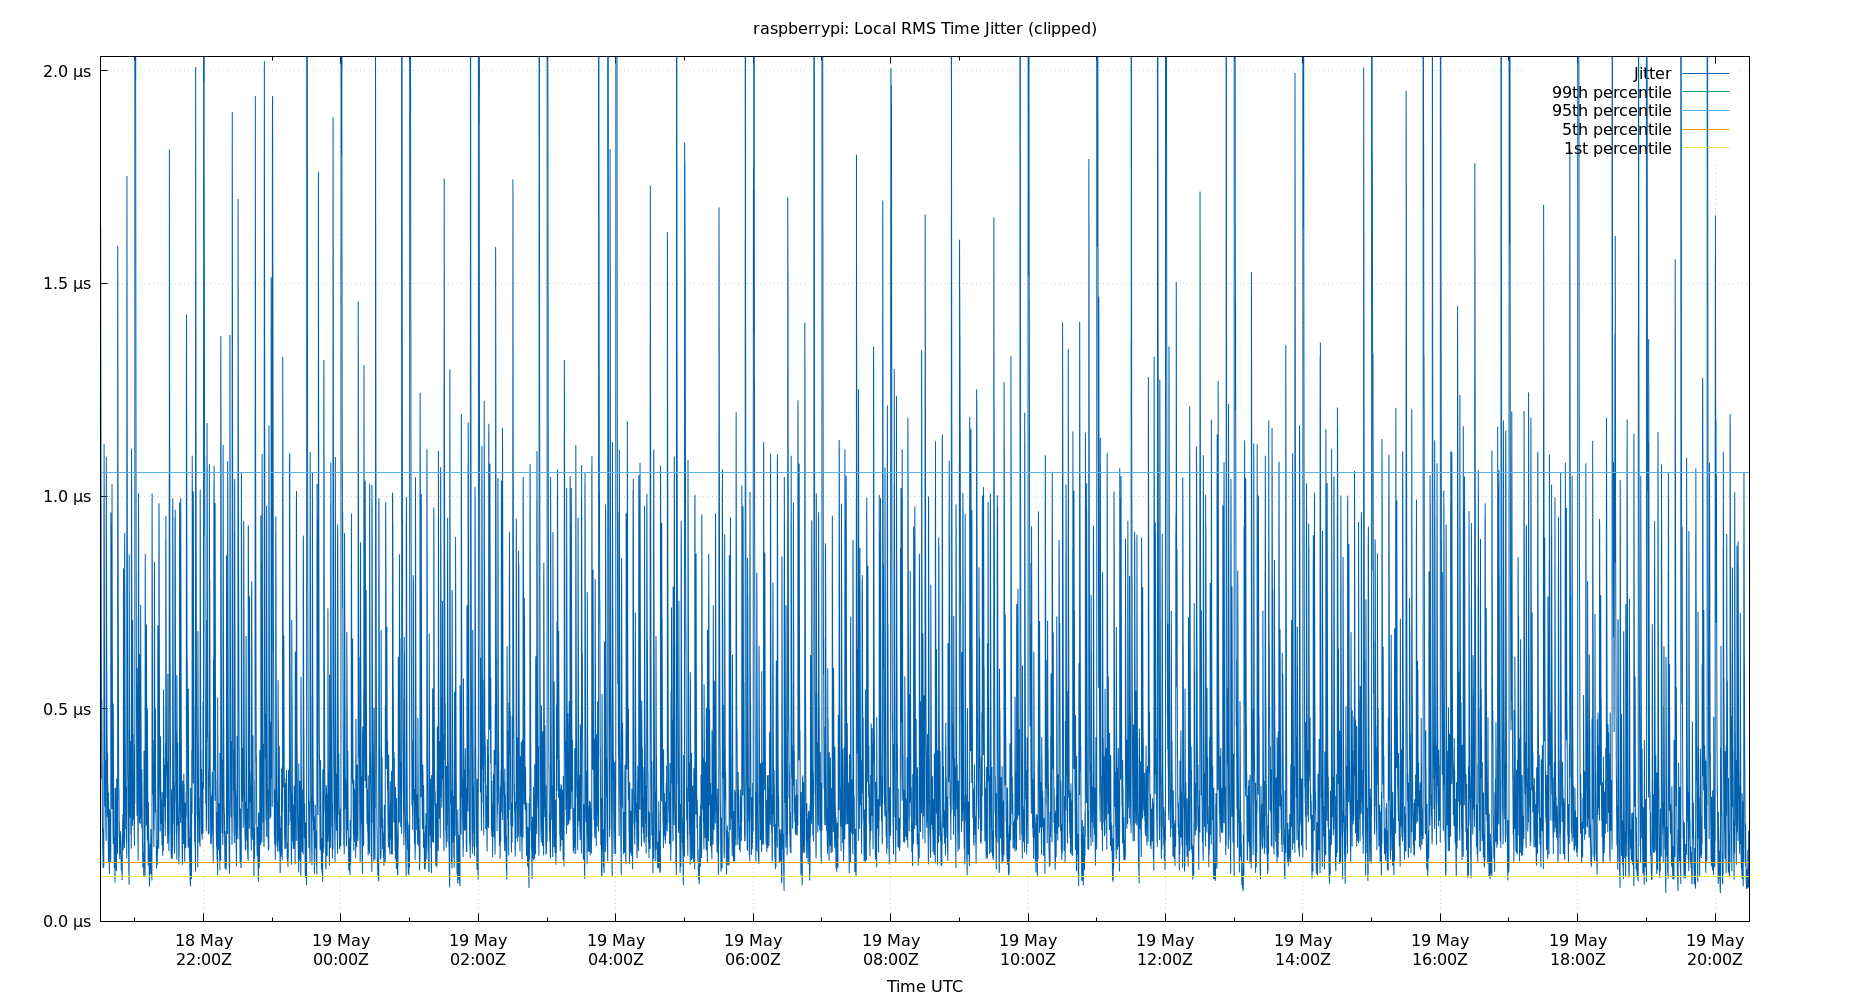 raspberrypi: Local RMS Time Jitter (clipped)
2.0 μs
1.5 μs
1.0 μs
0.5 μs
0.0 μs
Jitter
99th percentile
95th percentile
5th percentile
1st percentile
18 May 19 May 19 May 19 May 19 May 19 May 19 May 19 May 19 May 19 May 19 May 19 May
22:00Z 00:00Z 02:00Z 04:00Z 06:00Z 08:00Z 10:00Z 12:00Z 14:00Z 16:00Z 18:00Z 20:00Z
Time UTC